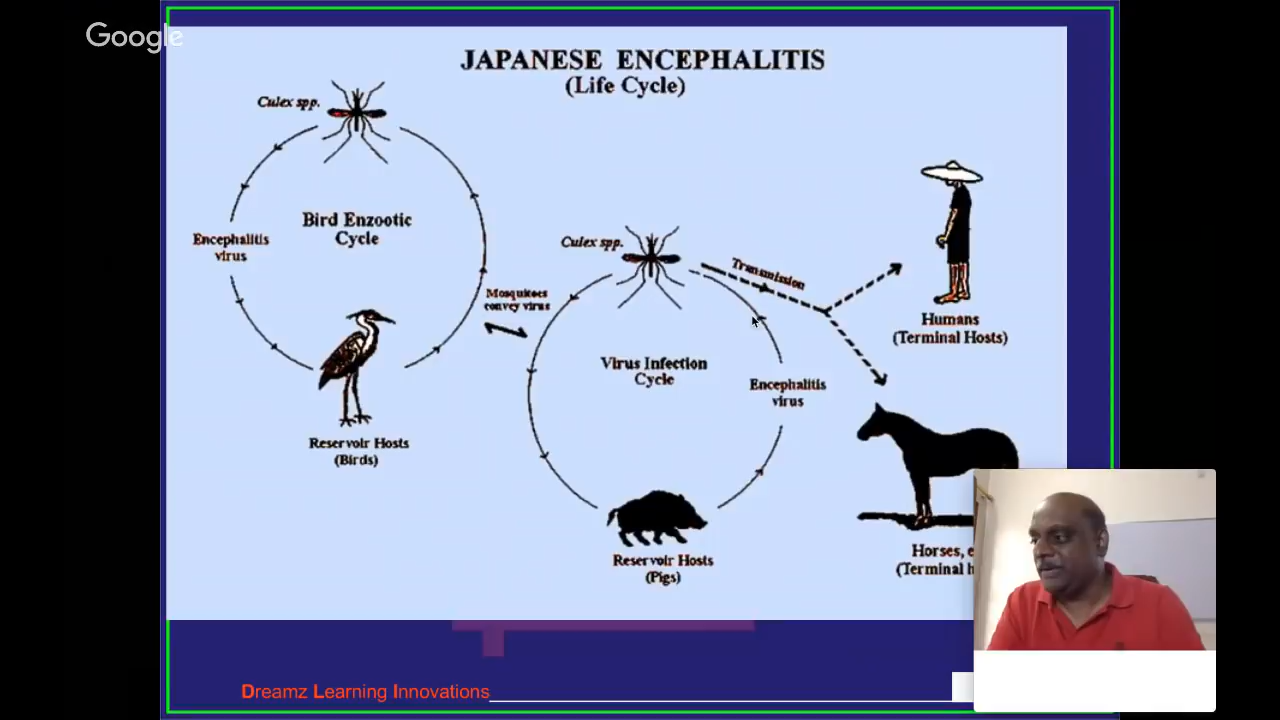 Google
JAPANESE ENCEPHALITIS
(Life Cycle)
Culex spp.
Bird Enzootic
Cycle
Encephalitis
virus
Mosquitoes
convey virus
Reservoir Hosts
(Birds)
Culex spp.
Transmission
Virus Infection
Cycle
Encephalitis
virus
Reservoir Hosts
(Pigs)
Humans
(Terminal Hosts)
Horses, e
(Terminal h
Dreamz Learning Innovations